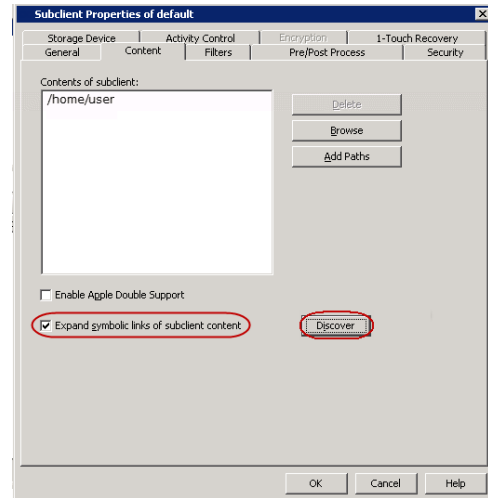 Subclient Properties of default
Storage Device Activity Control Encryption 1-Touch Recovery
General Content Filters Pre/Post Process Security
Contents of subclient:
/home/user
Delete
Browse
Add Paths
Enable Apple Double Support
Expand symbolic links of subclient content
Discover
OK Cancel Help